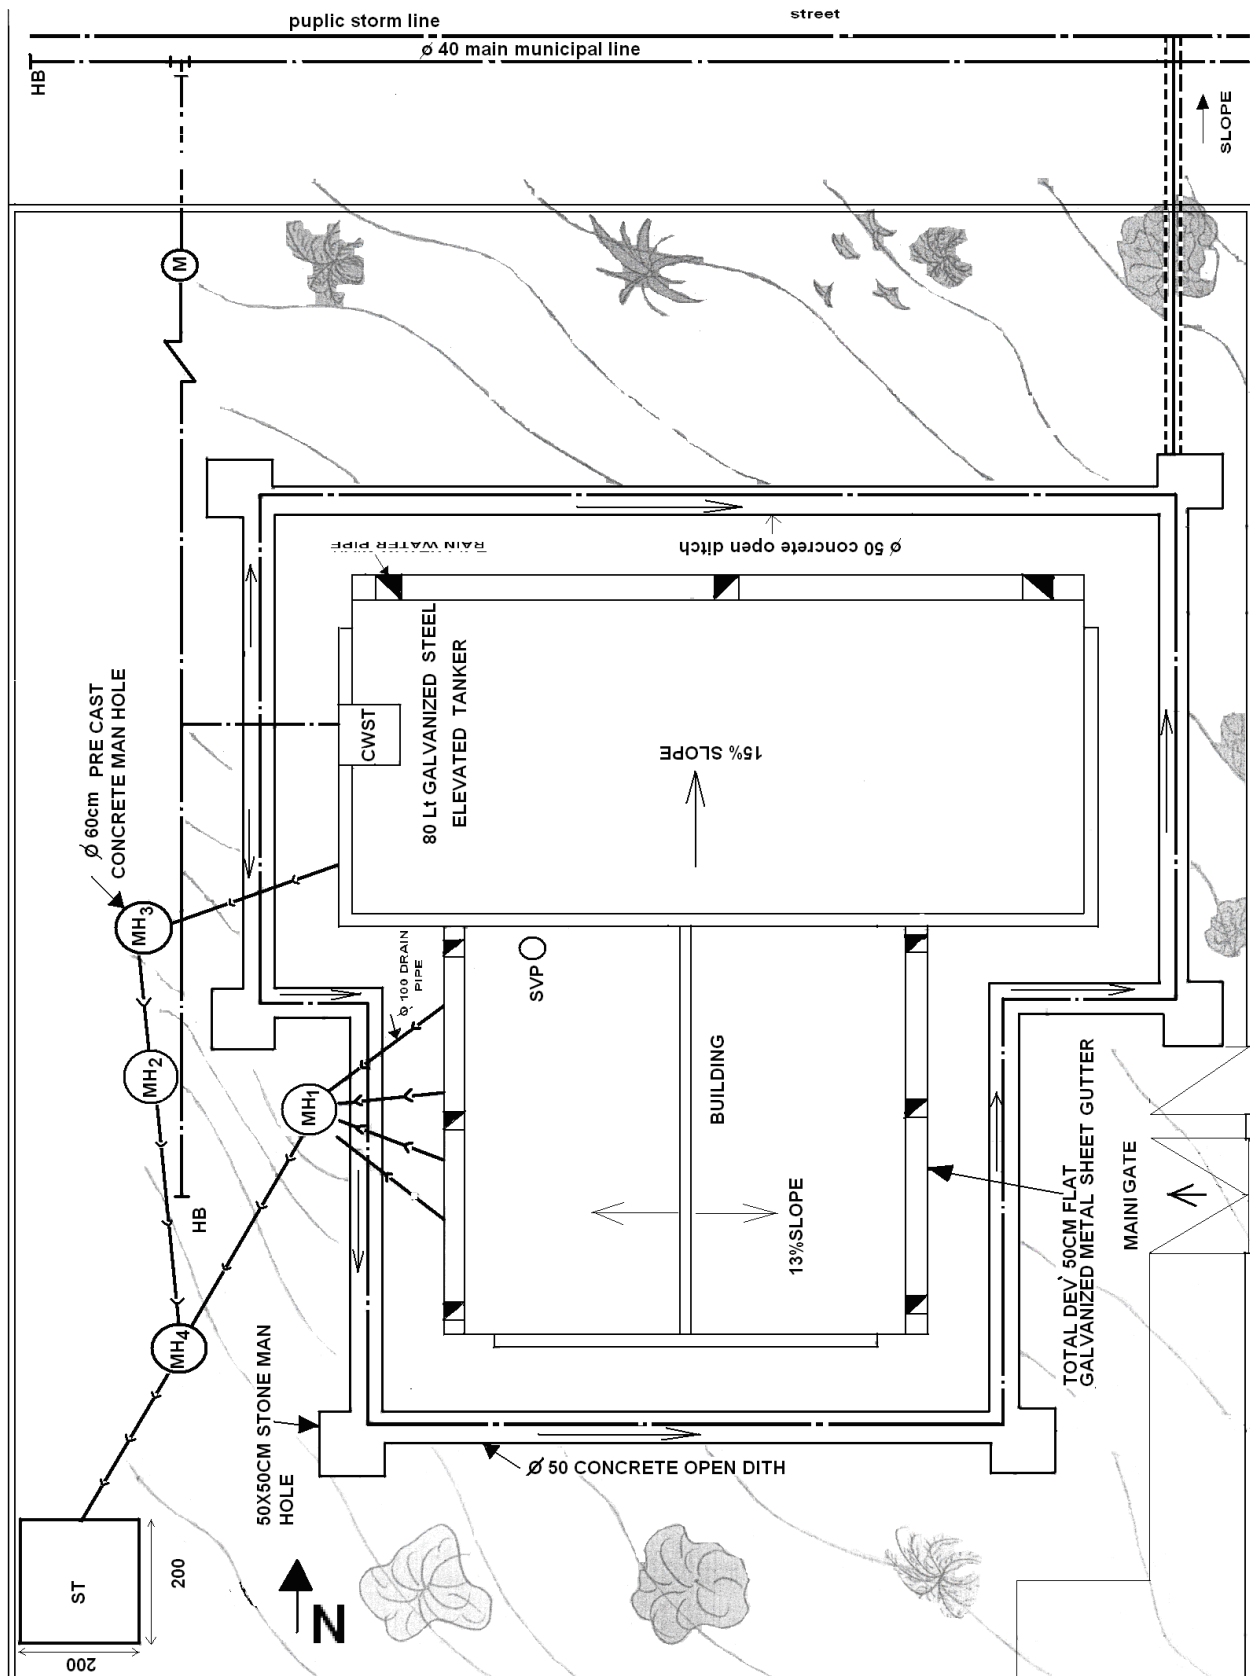 puplic storm line
street
ø 40 main municipal line
HB
SLOPE
M
RAIN WATER PIPE
ø 50 concrete open ditch
80 Lt GALVANIZED STEEL
ELEVATED TANKER
CWST
15% SLOPE
Ø 60cm PRE CAST
CONCRETE MAN HOLE
MH3
MH2
MH1
MH4
Ø 100 DRAIN
PIPE
SVP
BUILDING
13%SLOPE
HB
TOTAL DEV` 50CM FLAT
GALVANIZED METAL SHEET GUTTER
MAINI GATE
50X50CM STONE MAN
HOLE
Ø 50 CONCRETE OPEN DITH
ST
200
200
N